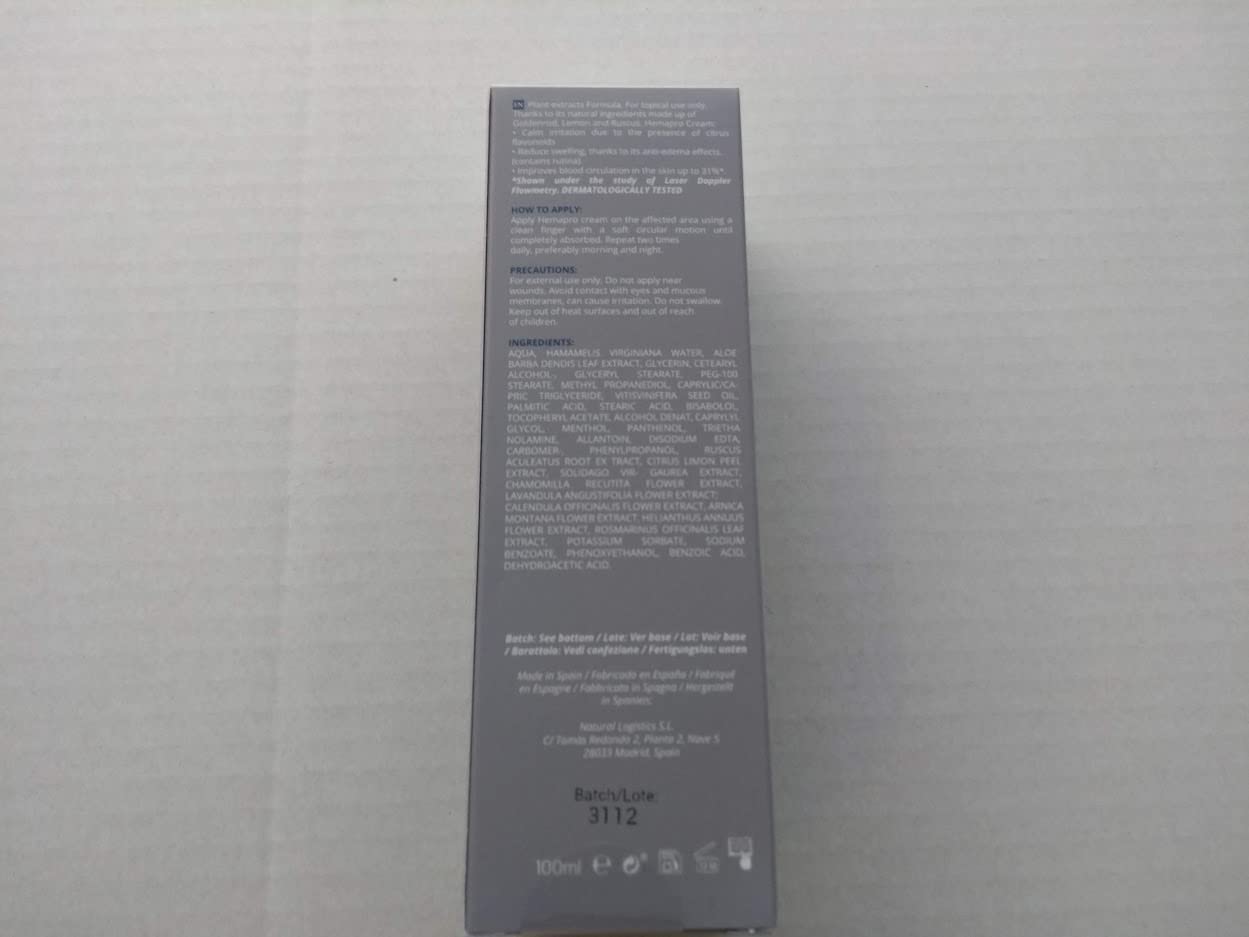 EN Plant extracts Formula. For topical use only.
Thanks to its natural ingredients made up of
Goldenrod, Lemon and Ruscus. Hemapro Cream:
• Calm irritation due to the presence of citrus
flavonoids
• Reduce swelling, thanks to its anti-edema effects.
(contains rutina)
• Improves blood circulation in the skin up to 31%*.
*Shown under the study of Laser Doppler
Flowmetry. DERMATOLOGICALLY TESTED
HOW TO APPLY:
Apply Hemapro cream on the affected area using a
clean finger with a soft circular motion until
completely absorbed. Repeat two times
daily, preferably morning and night.
PRECAUTIONS:
For external use only. Do not apply near
wounds. Avoid contact with eyes and mucous
membranes, can cause irritation. Do not swallow.
Keep out of heat surfaces and out of reach
of children.
INGREDIENTS:
AQUA, HAMAMELIS VIRGINIANA WATER, ALOE
BARBA DENDIS LEAF EXTRACT, GLYCERIN, CETEARYL
ALCOHOL, GLYCERYL STEARATE, PEG-100
STEARATE, METHYL PROPANEDIOL, CAPRYLIC/CA-
PRIC TRIGLYCERIDE, VITISVINIFERA SEED OIL,
PALMITIC ACID, STEARIC ACID, BISABOLOL,
TOCOPHERYL ACETATE, ALCOHOL DENAT, CAPRYLYL
GLYCOL, MENTHOL, PANTHENOL, TRIETHA
NOLAMINE, ALLANTOIN, DISODIUM EDTA,
CARBOMER, PHENYLPROPANOL, RUSCUS
ACULEATUS ROOT EX TRACT, CITRUS LIMON PEEL
EXTRACT, SOLIDAGO VIR- GAUREA EXTRACT,
CHAMOMILLA RECUTITA FLOWER EXTRACT,
LAVANDULA ANGUSTIFOLIA FLOWER EXTRACT;
CALENDULA OFFICINALIS FLOWER EXTRACT, ARNICA
MONTANA FLOWER EXTRACT, HELIANTHUS ANNUUS
FLOWER EXTRACT, ROSMARINUS OFFICINALIS LEAF
EXTRACT, POTASSIUM SORBATE, SODIUM
BENZOATE, PHENOXYETHANOL, BENZOIC ACID,
DEHYDROACETIC ACID.
Batch: See bottom / Lote: Ver base / Lot: Voir base
/ Barattolo: Vedi confezione / Fertigungslos: unten
Made in Spain / Fabricado en España / Fabriqué
en Espagne / Fabbricato in Spagna / Hergestellt
in Spanien:
Natural Logistics S.L.
C/ Tomás Redondo 2, Planta 2, Nave S
28033 Madrid, Spain
Batch/Lote:
3112
100ml e